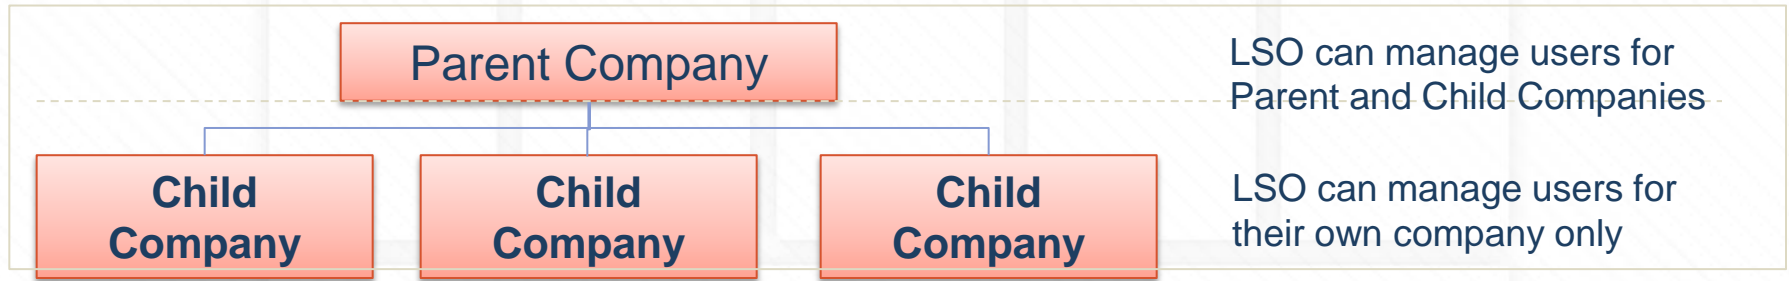 Parent Company
LSO can manage users for
Parent and Child Companies
Child
Company
Child
Company
Child
Company
LSO can manage users for
their own company only